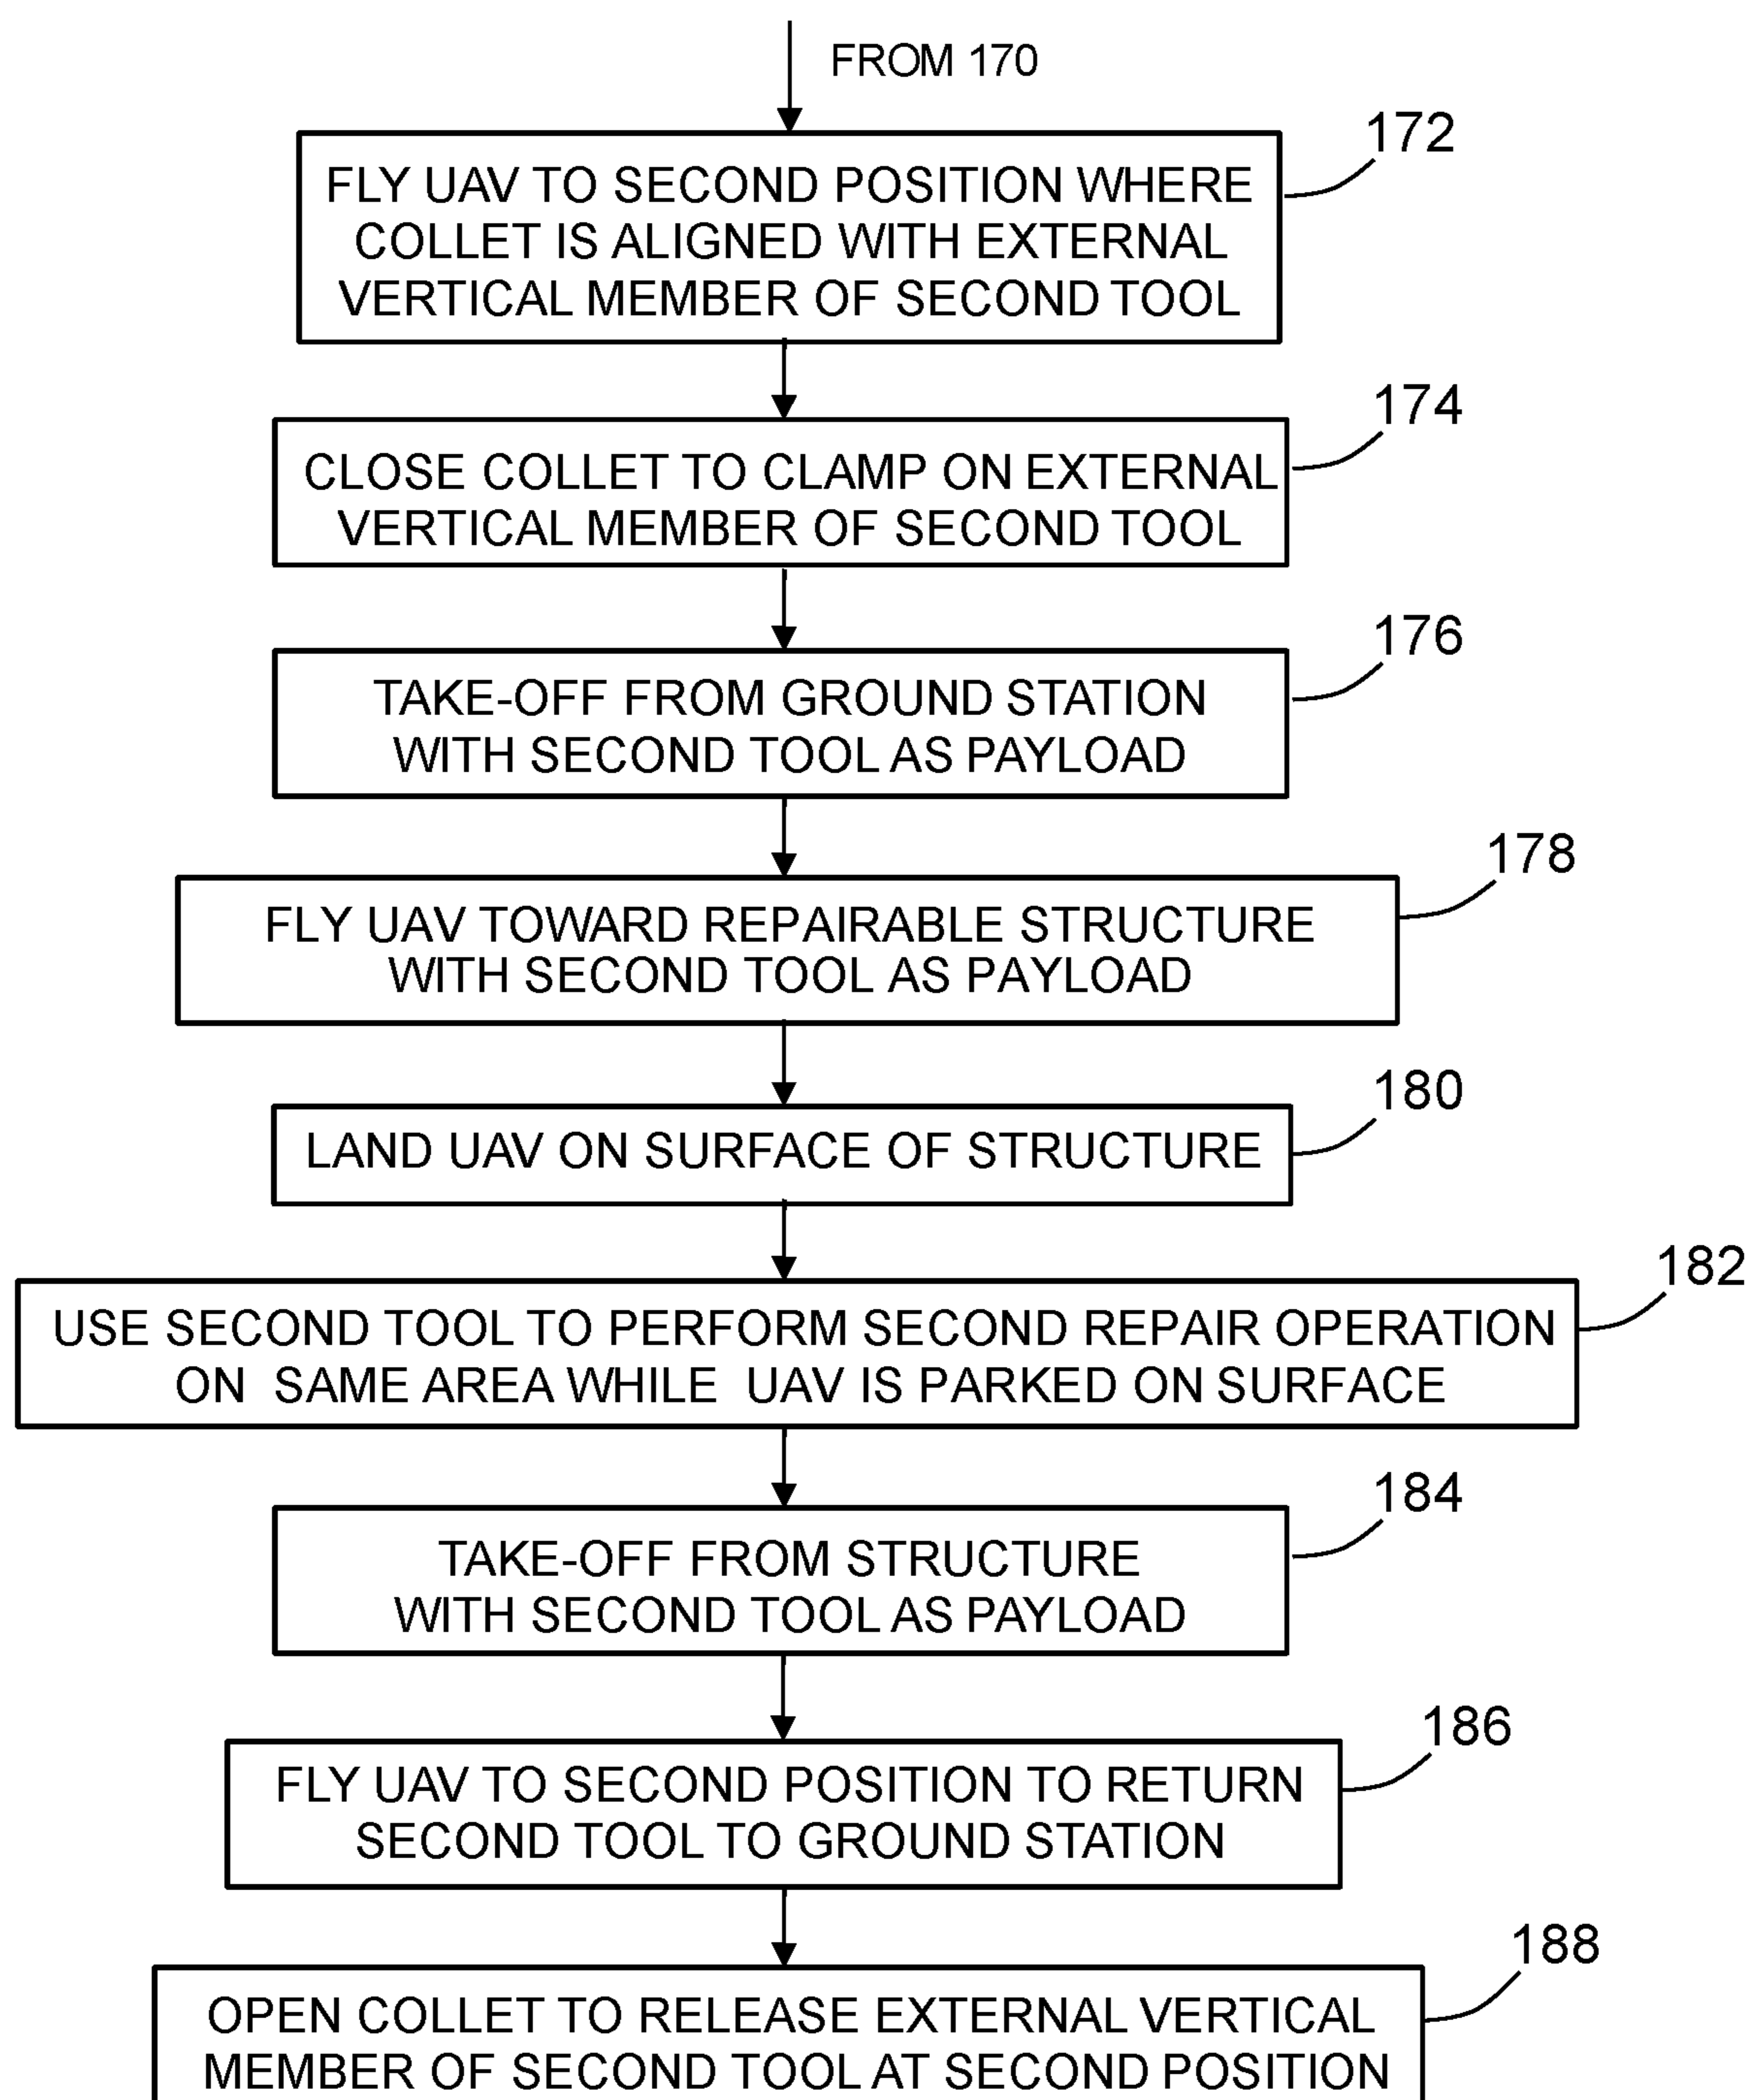 FROM 170
172
FLY UAV TO SECOND POSITION WHERE
COLLET IS ALIGNED WITH EXTERNAL
VERTICAL MEMBER OF SECOND TOOL
174
CLOSE COLLET TO CLAMP ON EXTERNAL
VERTICAL MEMBER OF SECOND TOOL
176
TAKE-OFF FROM GROUND STATION
WITH SECOND TOOL AS PAYLOAD
178
FLY UAV TOWARD REPAIRABLE STRUCTURE
WITH SECOND TOOL AS PAYLOAD
180
LAND UAV ON SURFACE OF STRUCTURE
182
USE SECOND TOOL TO PERFORM SECOND REPAIR OPERATION
ON SAME AREA WHILE UAV IS PARKED ON SURFACE
184
TAKE-OFF FROM STRUCTURE
WITH SECOND TOOL AS PAYLOAD
186
FLY UAV TO SECOND POSITION TO RETURN
SECOND TOOL TO GROUND STATION
188
OPEN COLLET TO RELEASE EXTERNAL VERTICAL
MEMBER OF SECOND TOOL AT SECOND POSITION